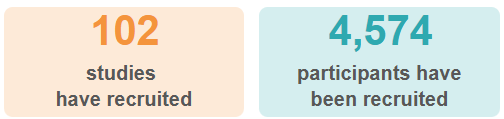 102
studies
have recruited
4,574
participants have
been recruited